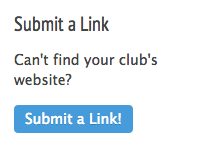 Submit a Link
Can't find your club's
website?
Submit a Link!